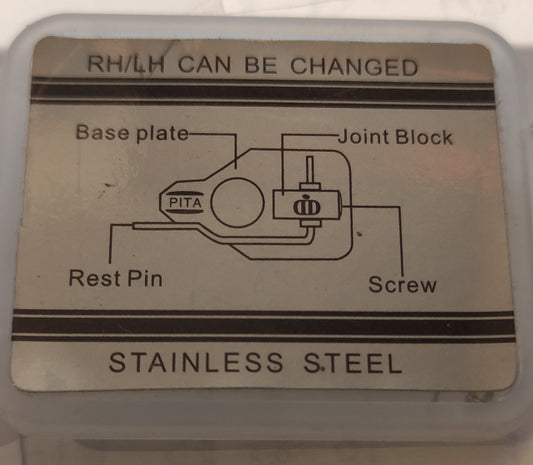 RH/LH CAN BE CHANGED
Base plate
Joint Block
PITA
Rest Pin
Screw
STAINLESS STEEL